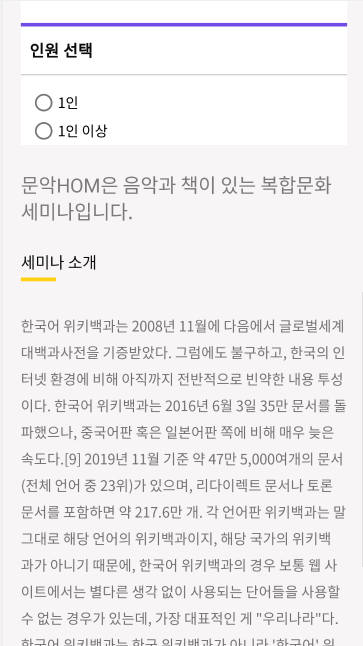 인원 선택
1인
1인 이상
문악HOM은 음악과 책이 있는 복합문화
세미나입니다.
세미나 소개
한국어 위키백과는 2008년 11월에 다음에서 글로벌세계
대백과사전을 기증받았다. 그럼에도 불구하고, 한국의 인
터넷 환경에 비해 아직까지 전반적으로 빈약한 내용 투성
이다. 한국어 위키백과는 2016년 6월 3일 35만 문서를 돌
파했으나, 중국어판 혹은 일본어판 쪽에 비해 매우 늦은
속도다.[9] 2019년 11월 기준 약 47만 5,000여개의 문서
(전체 언어 중 23위)가 있으며, 리다이렉트 문서나 토론
문서를 포함하면 약 217.6만 개. 각 언어판 위키백과는 말
그대로 해당 언어의 위키백과이지, 해당 국가의 위키백
과가 아니기 때문에, 한국어 위키백과의 경우 보통 웹 사
이트에서는 별다른 생각 없이 사용되는 단어들을 사용할
수 없는 경우가 있는데, 가장 대표적인 게 "우리나라"다.
한국어 위키백과는 한국 위키백과가 아니라 '한국어' 위